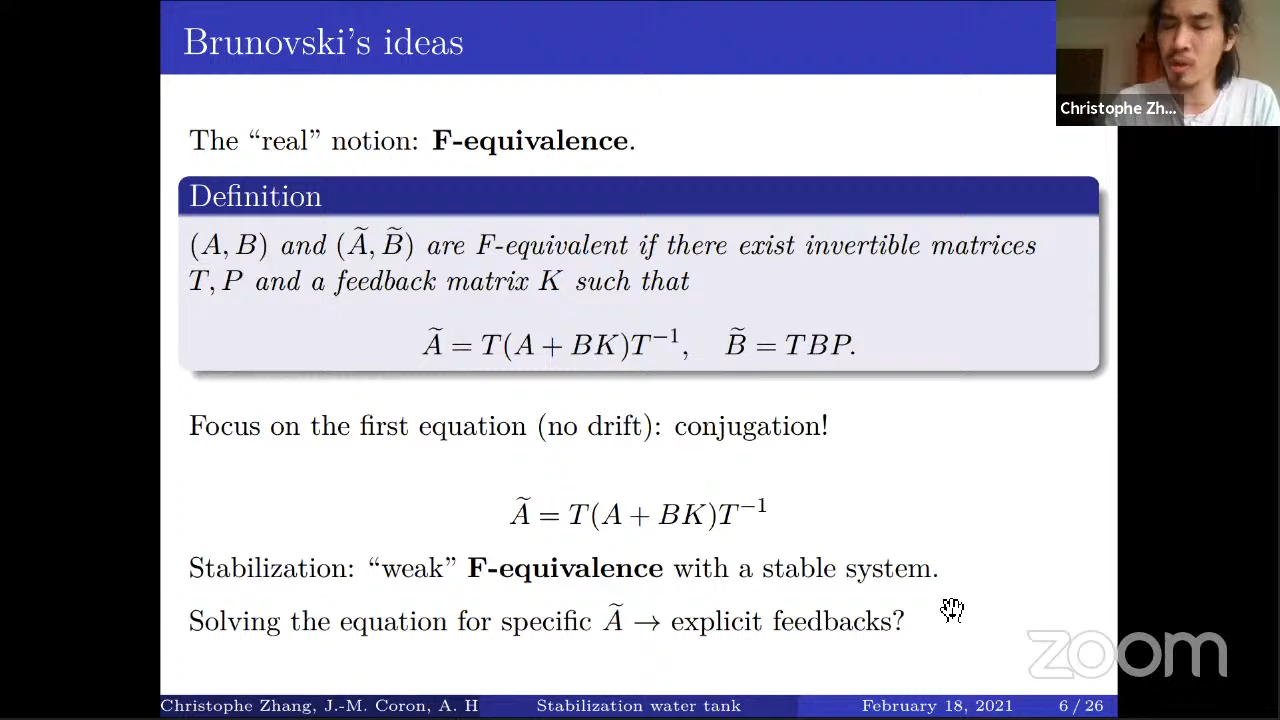 Brunovski's ideas
Christophe Zh...
The “real” notion: F-equivalence.
Definition
(A, B) and (Ã, B̃) are F-equivalent if there exist invertible matrices
T, P and a feedback matrix K such that
Ã = T(A + BK)T⁻¹, B̃ = TBP.
Focus on the first equation (no drift): conjugation!
Ã = T(A + BK)T⁻¹
Stabilization: “weak” F-equivalence with a stable system.
Solving the equation for specific Ã → explicit feedbacks?
zoom
Christophe Zhang, J.-M. Coron, A. H Stabilization water tank February 18, 2021 6 / 26